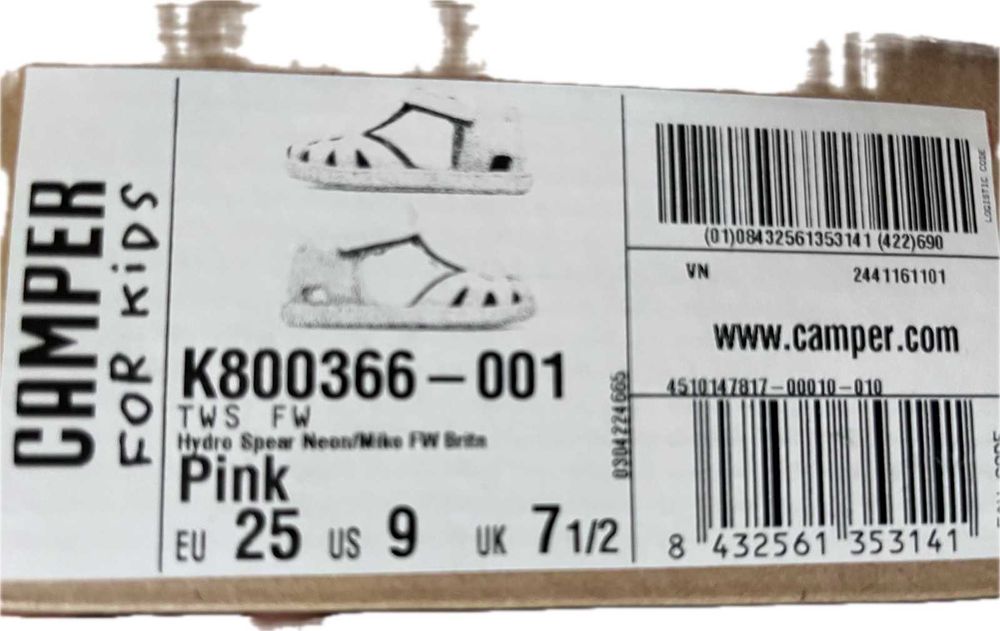 CAMPER
FOR KiDS
K800366-001
TWS FW
Hydro Spear Neon/Mike FW Brita
Pink
EU 25 US 9 UK 7 1/2
0304224665
(01)08432561353141 (422)690
LOGISTIC CODE
VN 2441161101
www.camper.com
4510147817-00010-010
8 432561 353141